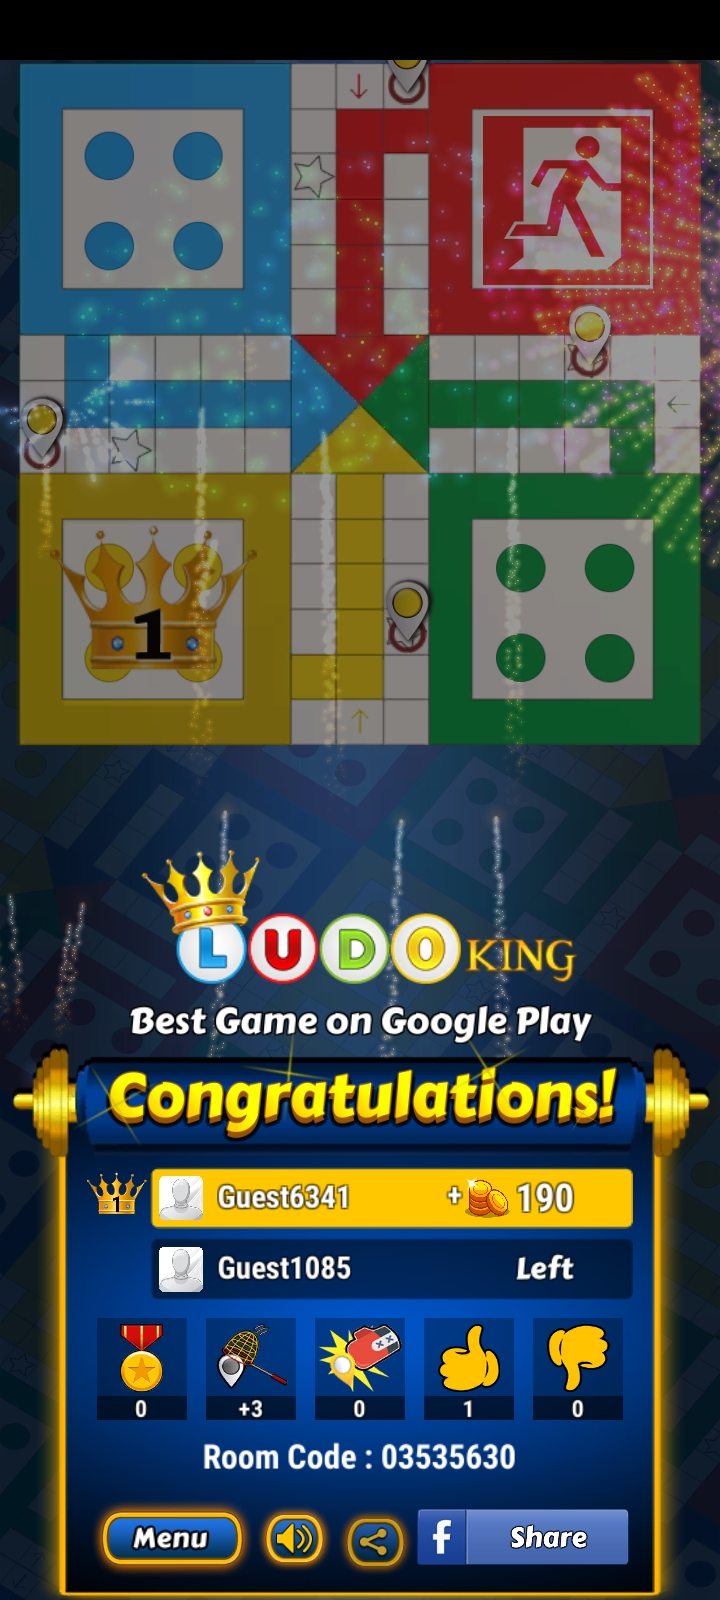 1
LUDO KING
Best Game on Google Play
Congratulations!
1 Guest6341 + 190
Guest1085 Left
0 +3 0 1 0
Room Code : 03535630
Menu f Share